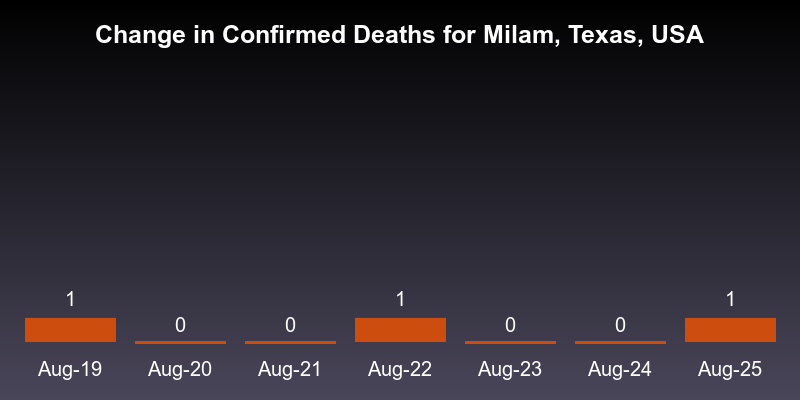 Change in Confirmed Deaths for Milam, Texas, USA
1 0 0 1 0 0 1
Aug-19 Aug-20 Aug-21 Aug-22 Aug-23 Aug-24 Aug-25